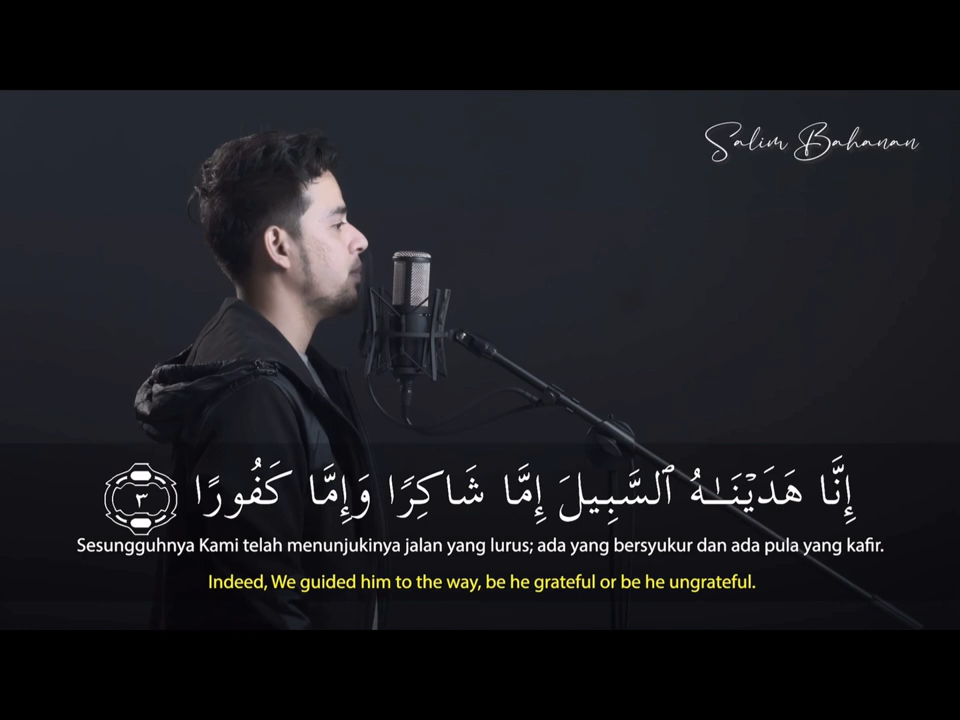 Salim Bahanan
إِنَّا هَدَيْنَـٰهُ ٱلسَّبِيلَ إِمَّا شَاكِرًا وَإِمَّا كَفُورًا ٣
Sesungguhnya Kami telah menunjukinya jalan yang lurus; ada yang bersyukur dan ada pula yang kafir.
Indeed, We guided him to the way, be he grateful or be he ungrateful.